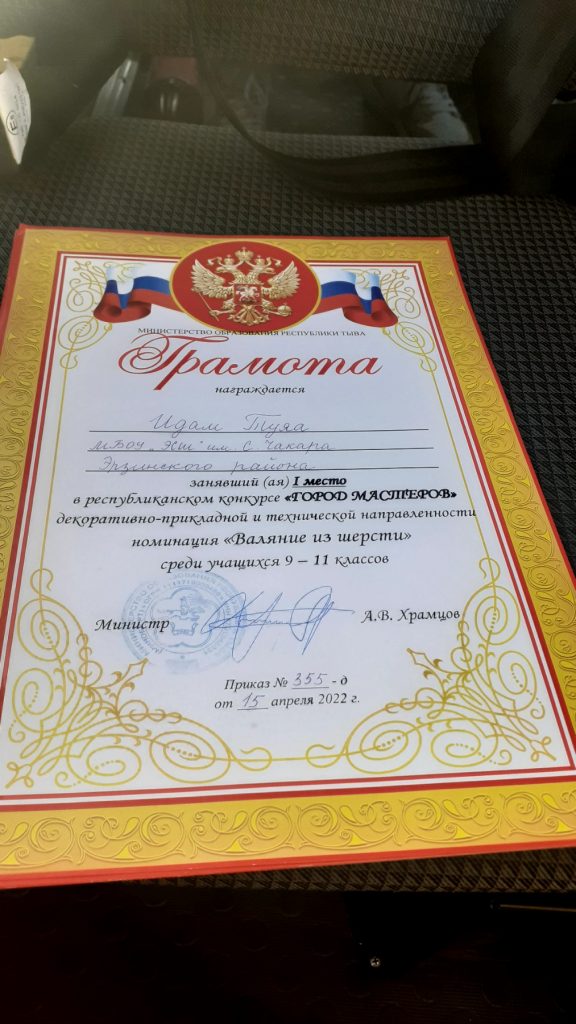 МИНИСТЕРСТВО ОБРАЗОВАНИЯ РЕСПУБЛИКИ ТЫВА
Грамота
награждается
Идам Туяа
МБОУ „ЭСШ" им. С. Чакара
Эрзинского района
занявший (ая) I место
в республиканском конкурсе «ГОРОД МАСТЕРОВ»
декоративно-прикладной и технической направленности
номинация «Валяние из шерсти»
среди учащихся 9 – 11 классов
Министр А.В. Храмцов
Приказ № 355 - д
от 15 апреля 2022 г.